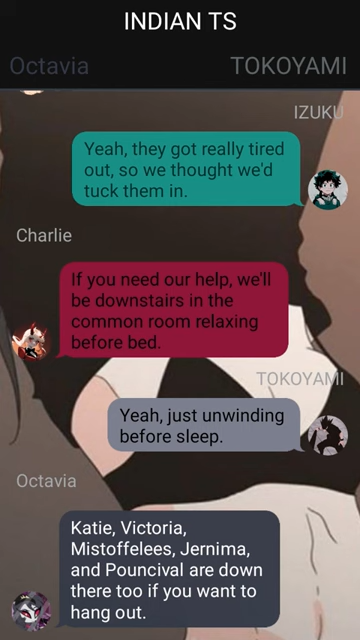 INDIAN TS
Octavia
TOKOYAMI
IZUKU
Yeah, they got really tired
out, so we thought we'd
tuck them in.
Charlie
If you need our help, we'll
be downstairs in the
common room relaxing
before bed.
TOKOYAMI
Yeah, just unwinding
before sleep.
Octavia
Katie, Victoria,
Mistoffelees, Jernima,
and Pouncival are down
there too if you want to
hang out.